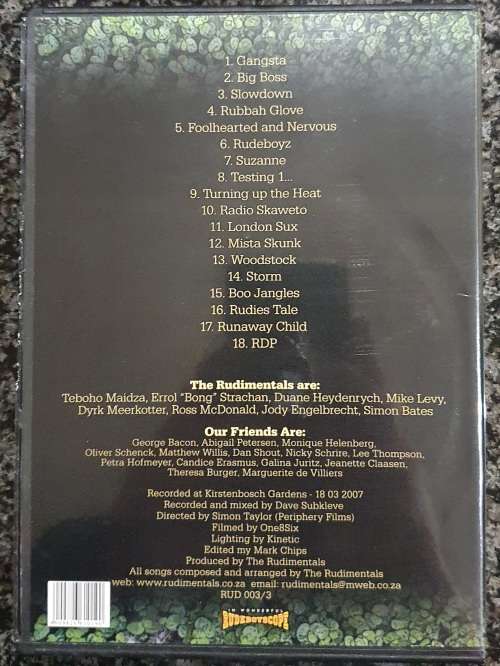 1. Gangsta
2. Big Boss
3. Slowdown
4. Rubbah Glove
5. Foolhearted and Nervous
6. Rudeboyz
7. Suzanne
8. Testing 1...
9. Turning up the Heat
10. Radio Skaweto
11. London Sux
12. Mista Skunk
13. Woodstock
14. Storm
15. Boo Jangles
16. Rudies Tale
17. Runaway Child
18. RDP
The Rudimentals are:
Teboho Maidza, Errol "Bong" Strachan, Duane Heydenrych, Mike Levy,
Dyrk Meerkotter, Ross McDonald, Jody Engelbrecht, Simon Bates
Our Friends Are:
George Bacon, Abigail Petersen, Monique Helenberg,
Oliver Schenck, Matthew Willis, Dan Shout, Nicky Schrire, Lee Thompson,
Petra Hofmeyer, Candice Erasmus, Galina Juritz, Jeanette Claasen,
Theresa Burger, Marguerite de Villiers
Recorded at Kirstenbosch Gardens - 18 03 2007
Recorded and mixed by Dave Subkleve
Directed by Simon Taylor (Periphery Films)
Filmed by One8Six
Lighting by Kinetic
Edited my Mark Chips
Produced by The Rudimentals
All songs composed and arranged by The Rudimentals
web: www.rudimentals.co.za email: rudimentals@mweb.co.za
RUD 003/3
IN WONDERFUL
RUDEBOYSCOPE